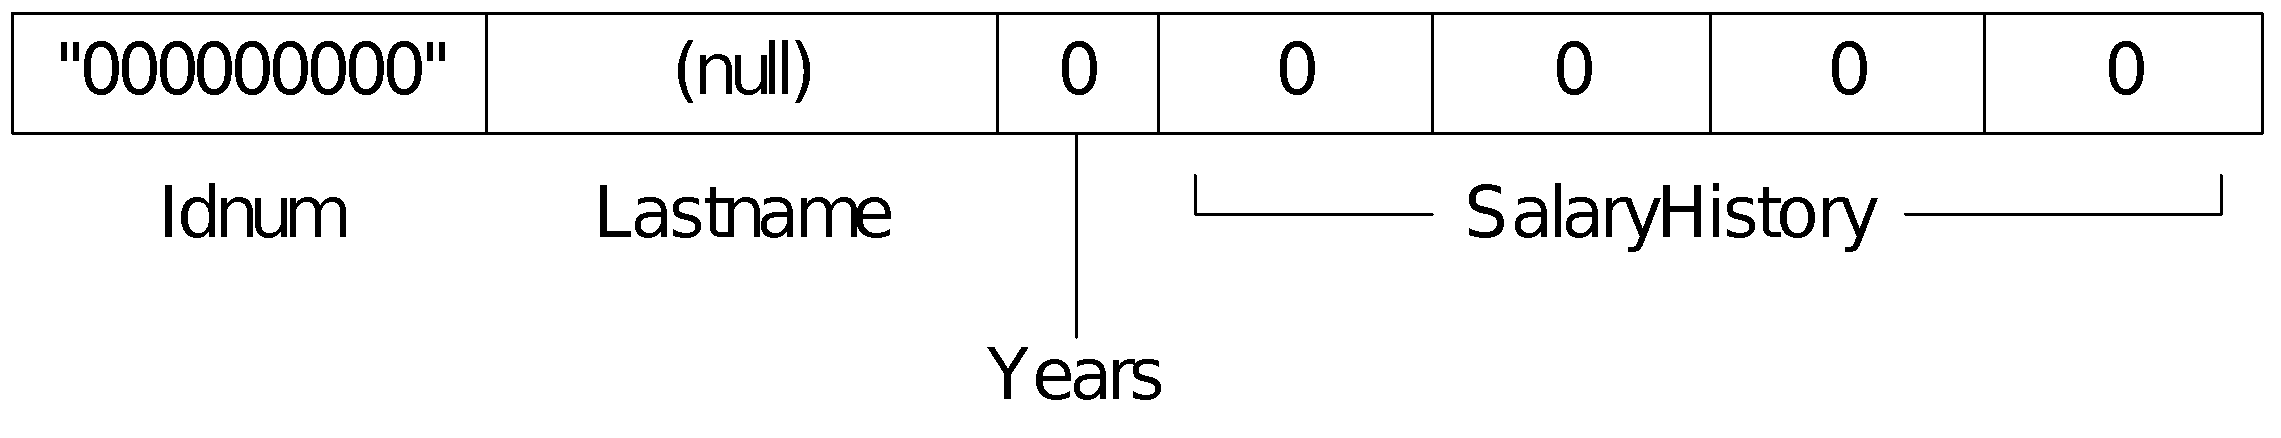 "000000000" (null) 0 0 0 0 0
Idnum Lastname SalaryHistory
Years